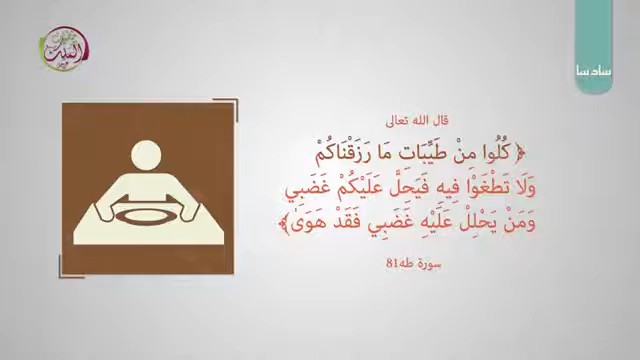 سادسا
قال الله تعالى
﴿ كُلُوا مِنْ طَيِّبَاتِ مَا رَزَقْنَاكُمْ
وَلَا تَطْغَوْا فِيهِ فَيَحِلَّ عَلَيْكُمْ غَضَبِي
وَمَنْ يَحْلِلْ عَلَيْهِ غَضَبِي فَقَدْ هَوَىٰ﴾
سورة طه81